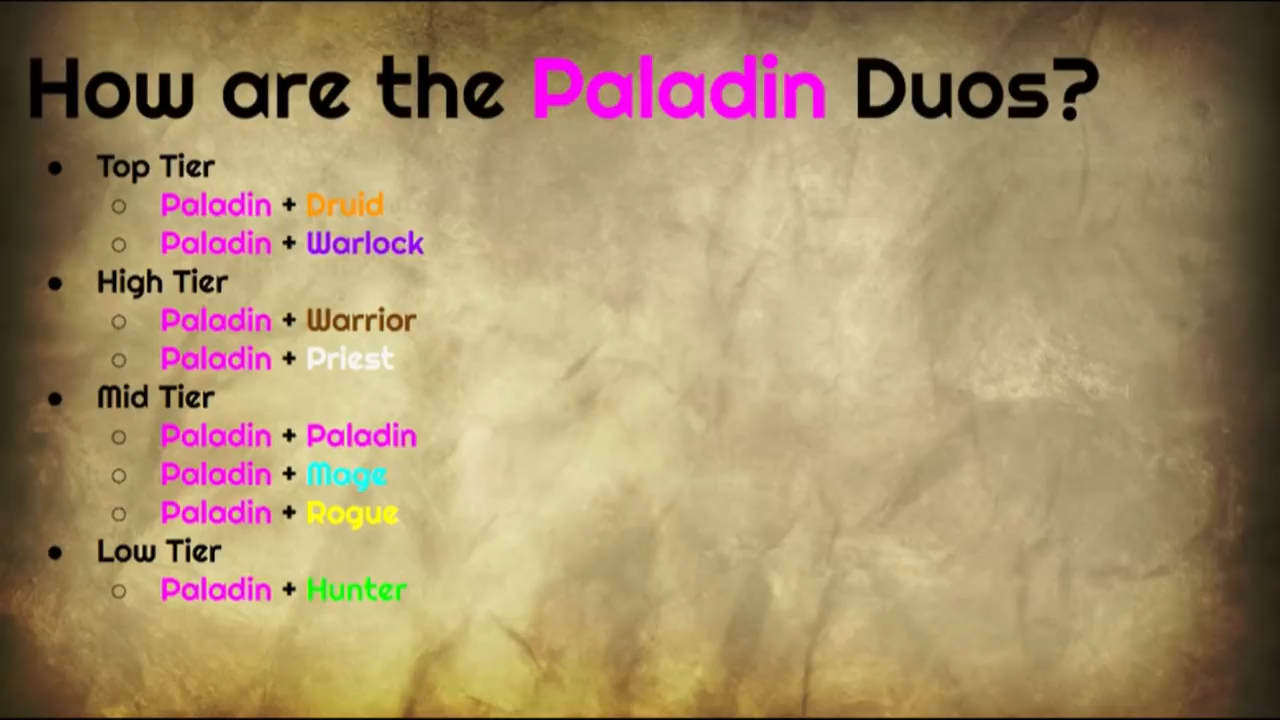 How are the Paladin Duos?
● Top Tier
○ Paladin + Druid
○ Paladin + Warlock
● High Tier
○ Paladin + Warrior
○ Paladin + Priest
● Mid Tier
○ Paladin + Paladin
○ Paladin + Mage
○ Paladin + Rogue
● Low Tier
○ Paladin + Hunter